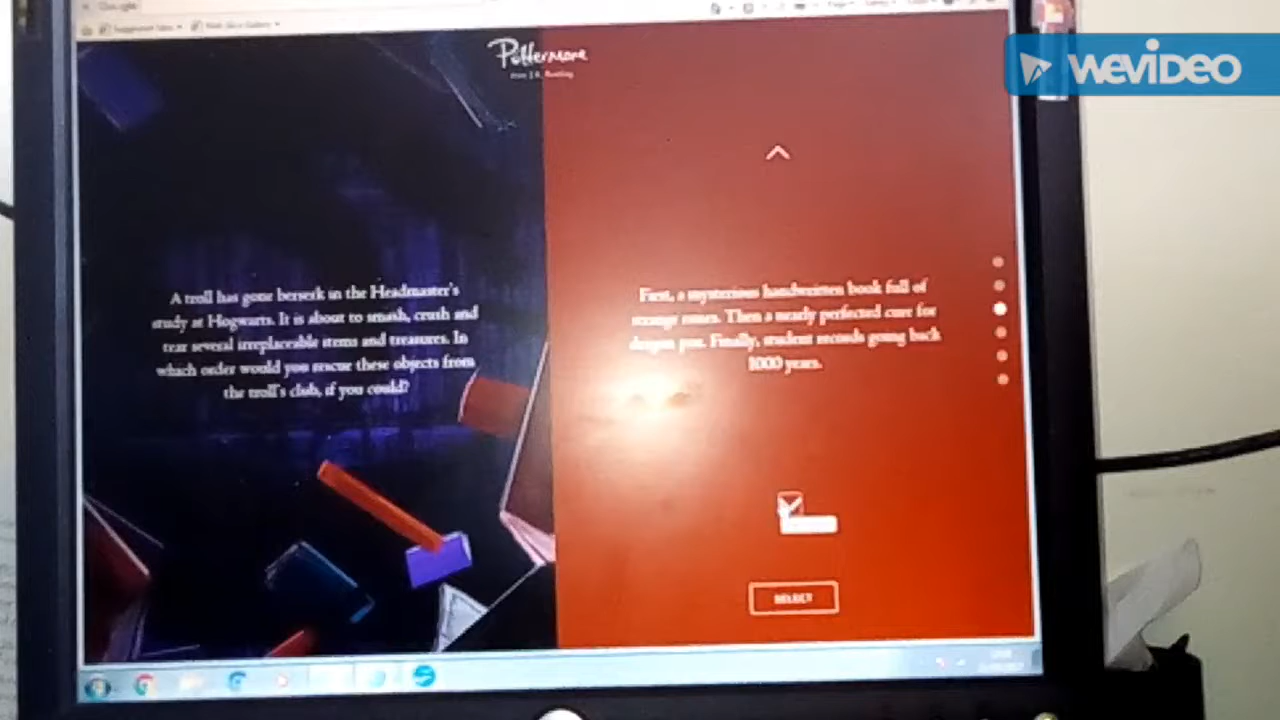 Google
Pottermore
from J.K. Rowling
WEVIDEO
A troll has gone berserk in the Headmaster's
study at Hogwarts. It is about to smash, crush and
tear several irreplaceable items and treasures. In
which order would you rescue these objects from
the troll's club, if you could?
First, a mysterious handwritten book full of
strange runes. Then a nearly perfected cure for
dragon pox. Finally, student records going back
1000 years.
SELECT